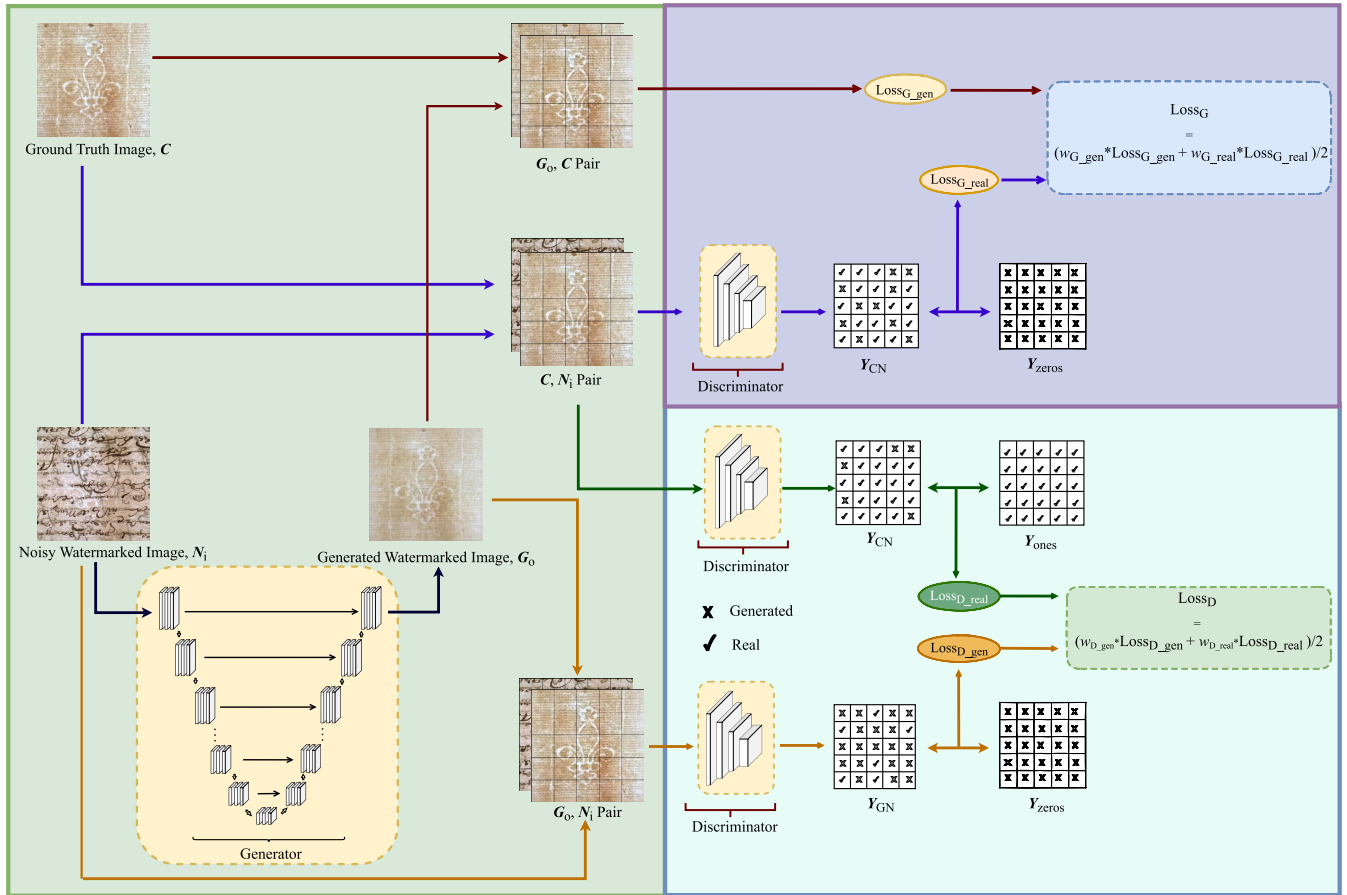 Ground Truth Image, C
G_o, C Pair
Loss_G_gen
Loss_G
=
(w_G_gen*Loss_G_gen + w_G_real*Loss_G_real )/2
Loss_G_real
C, N_i Pair
Discriminator
Y_CN
Y_zeros
Noisy Watermarked Image, N_i
Generated Watermarked Image, G_o
Generator
G_o, N_i Pair
Discriminator
Y_CN
Y_ones
Generated
Real
Loss_D_real
Loss_D_gen
Loss_D
=
(w_D_gen*Loss_D_gen + w_D_real*Loss_D_real )/2
Discriminator
Y_GN
Y_zeros